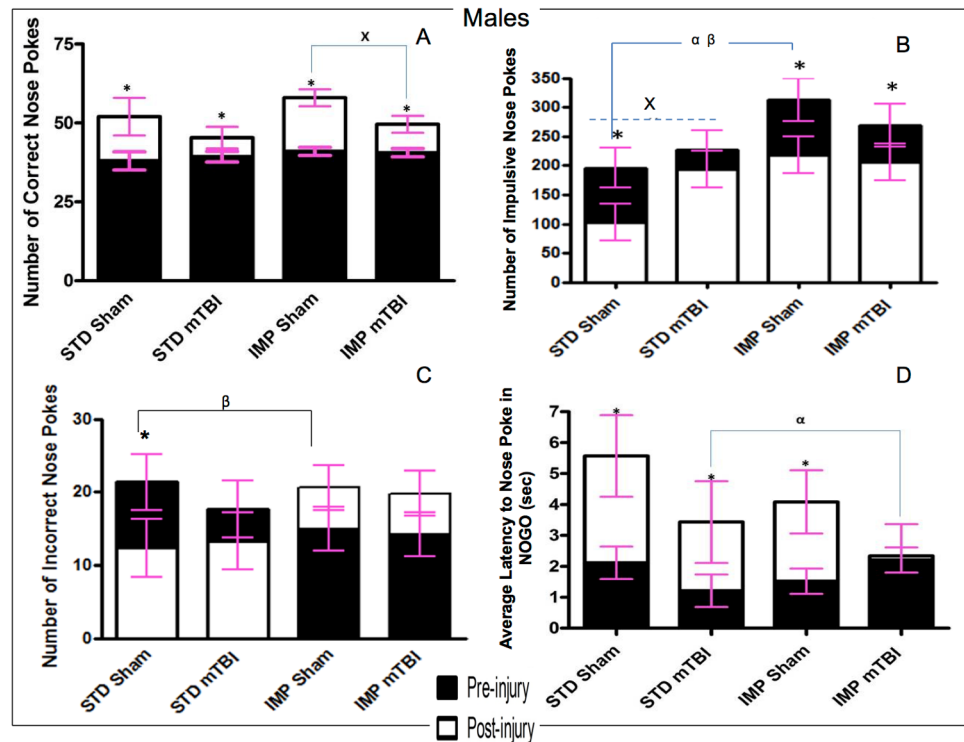 Males
A
Number of Correct Nose Pokes
75
50
25
0
X
*
*
*
*
STD Sham
STD mTBI
IMP Sham
IMP mTBI
B
Number of Impulsive Nose Pokes
350
300
250
200
150
100
50
0
α β
X
*
*
*
STD Sham
STD mTBI
IMP Sham
IMP mTBI
C
Number of Incorrect Nose Pokes
30
20
10
0
β
*
STD Sham
STD mTBI
IMP Sham
IMP mTBI
D
Average Latency to Nose Poke in
NOGO (sec)
7
6
5
4
3
2
1
0
α
*
*
*
STD Sham
STD mTBI
IMP Sham
IMP mTBI
Pre-injury
Post-injury